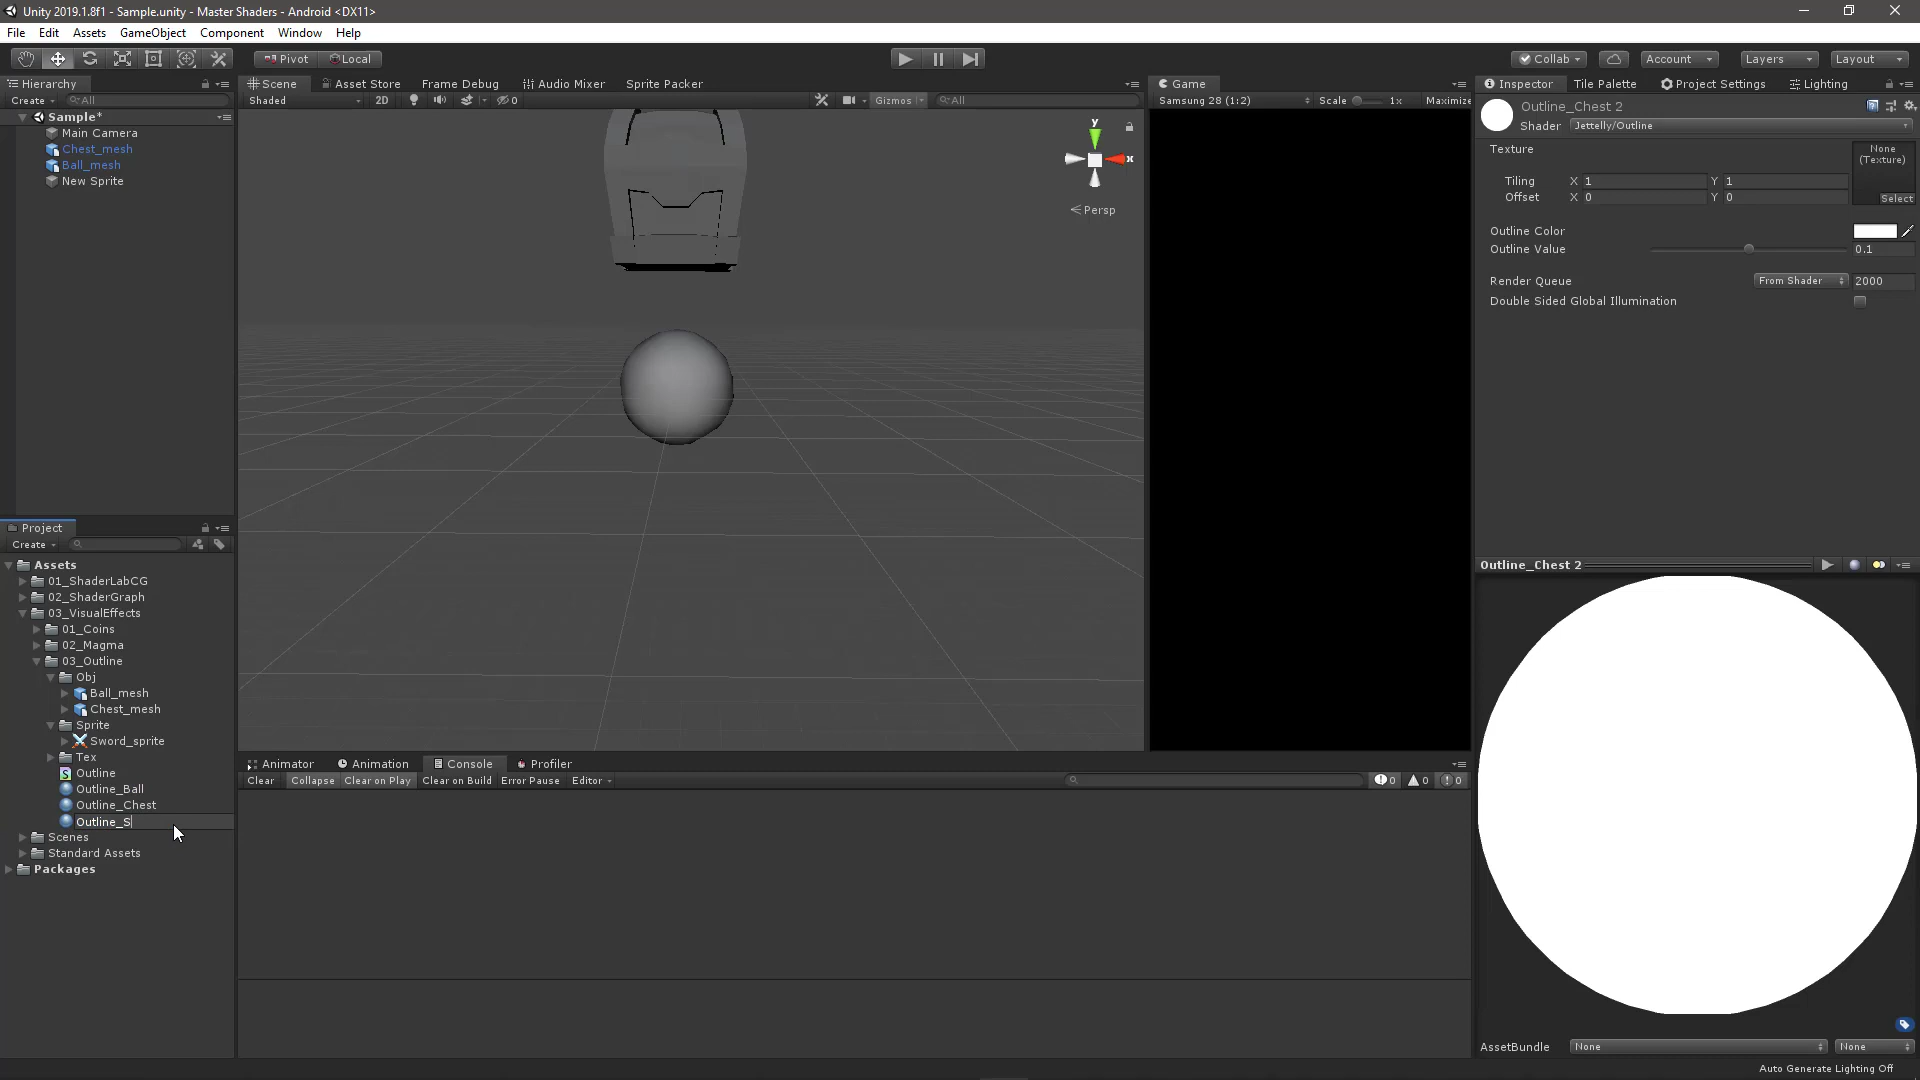 Unity 2019.1.8f1 - Sample.unity - Master Shaders - Android <DX11>
File Edit Assets GameObject Component Window Help
Pivot Local Collab Account Layers Layout
Hierarchy
Create All
Sample*
Main Camera
Chest_mesh
Ball_mesh
New Sprite
Scene Asset Store Frame Debug Audio Mixer Sprite Packer
Shaded 2D 0 Gizmos All
y
x
Persp
Game
Samsung 28 (1:2) Scale 1x Maximize
Inspector Tile Palette Project Settings Lighting
Outline_Chest 2
Shader Jettelly/Outline
Texture
None
(Texture)
Select
Tiling X 1 Y 1
Offset X 0 Y 0
Outline Color
Outline Value 0.1
Render Queue From Shader 2000
Double Sided Global Illumination
Project
Create
Assets
01_ShaderLabCG
02_ShaderGraph
03_VisualEffects
01_Coins
02_Magma
03_Outline
Obj
Ball_mesh
Chest_mesh
Sprite
Sword_sprite
Tex
Outline
Outline_Ball
Outline_Chest
Outline_S
Scenes
Standard Assets
Packages
Animator Animation Console Profiler
Clear Collapse Clear on Play Clear on Build Error Pause Editor 0 0 0
Outline_Chest 2
AssetBundle None None
Auto Generate Lighting Off